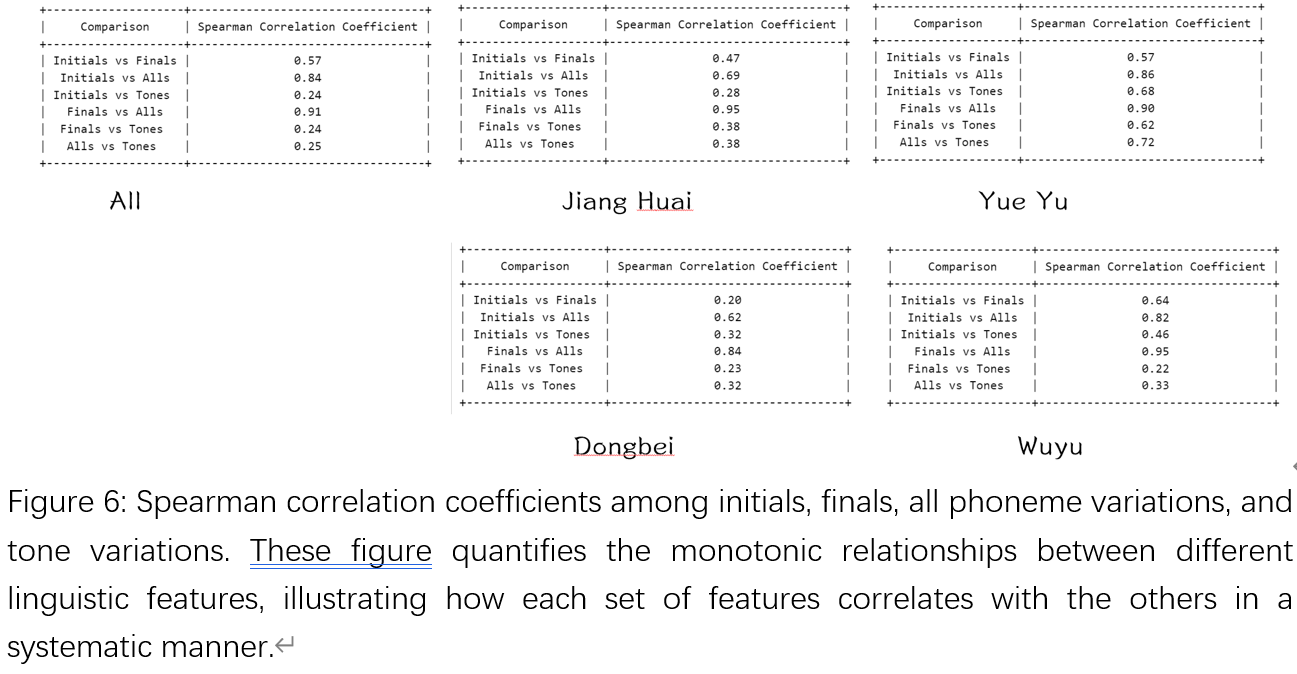 Comparison | Spearman Correlation Coefficient
Initials vs Finals | 0.57
Initials vs Alls | 0.84
Initials vs Tones | 0.24
Finals vs Alls | 0.91
Finals vs Tones | 0.24
Alls vs Tones | 0.25
All
Comparison | Spearman Correlation Coefficient
Initials vs Finals | 0.47
Initials vs Alls | 0.69
Initials vs Tones | 0.28
Finals vs Alls | 0.95
Finals vs Tones | 0.38
Alls vs Tones | 0.38
Jiang Huai
Comparison | Spearman Correlation Coefficient
Initials vs Finals | 0.57
Initials vs Alls | 0.86
Initials vs Tones | 0.68
Finals vs Alls | 0.90
Finals vs Tones | 0.62
Alls vs Tones | 0.72
Yue Yu
Comparison | Spearman Correlation Coefficient
Initials vs Finals | 0.20
Initials vs Alls | 0.62
Initials vs Tones | 0.32
Finals vs Alls | 0.84
Finals vs Tones | 0.23
Alls vs Tones | 0.32
Dongbei
Comparison | Spearman Correlation Coefficient
Initials vs Finals | 0.64
Initials vs Alls | 0.82
Initials vs Tones | 0.46
Finals vs Alls | 0.95
Finals vs Tones | 0.22
Alls vs Tones | 0.33
Wuyu
Figure 6: Spearman correlation coefficients among initials, finals, all phoneme variations, and
tone variations. These figure quantifies the monotonic relationships between different
linguistic features, illustrating how each set of features correlates with the others in a
systematic manner.